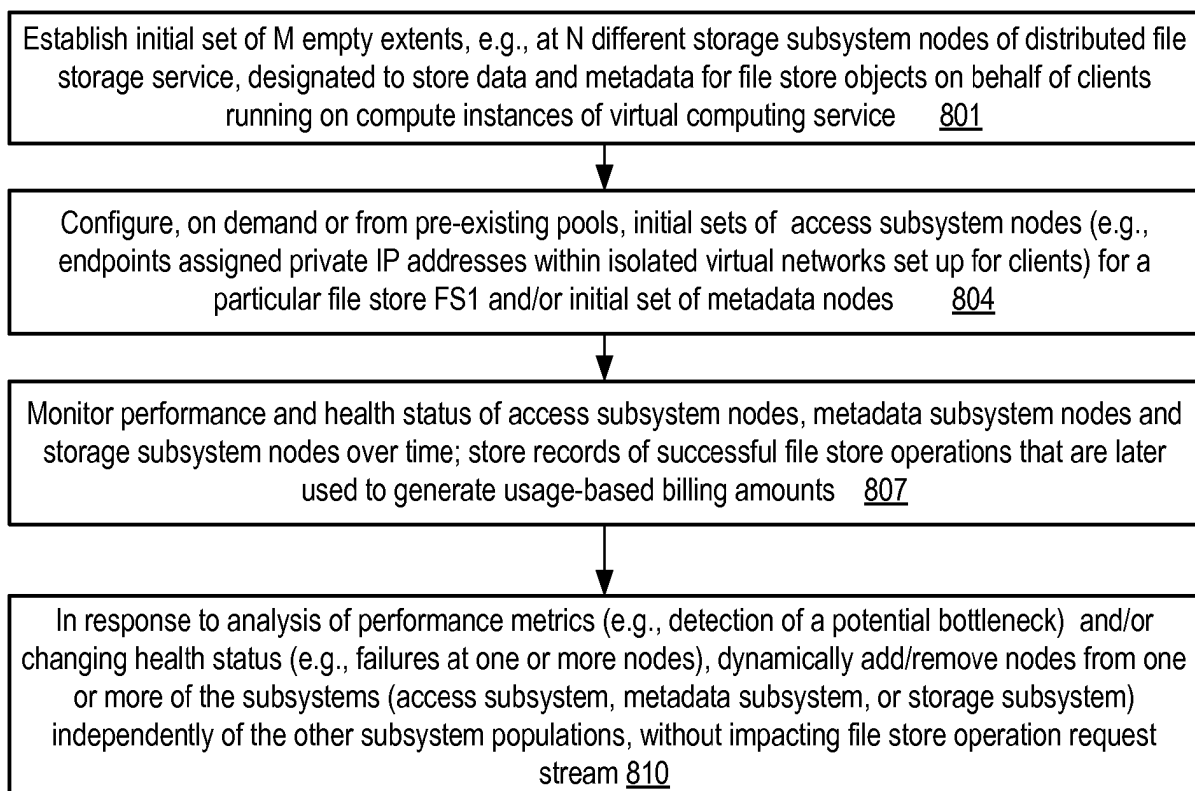 Establish initial set of M empty extents, e.g., at N different storage subsystem nodes of distributed file
storage service, designated to store data and metadata for file store objects on behalf of clients
running on compute instances of virtual computing service 801
Configure, on demand or from pre-existing pools, initial sets of access subsystem nodes (e.g.,
endpoints assigned private IP addresses within isolated virtual networks set up for clients) for a
particular file store FS1 and/or initial set of metadata nodes 804
Monitor performance and health status of access subsystem nodes, metadata subsystem nodes and
storage subsystem nodes over time; store records of successful file store operations that are later
used to generate usage-based billing amounts 807
In response to analysis of performance metrics (e.g., detection of a potential bottleneck) and/or
changing health status (e.g., failures at one or more nodes), dynamically add/remove nodes from one
or more of the subsystems (access subsystem, metadata subsystem, or storage subsystem)
independently of the other subsystem populations, without impacting file store operation request
stream 810